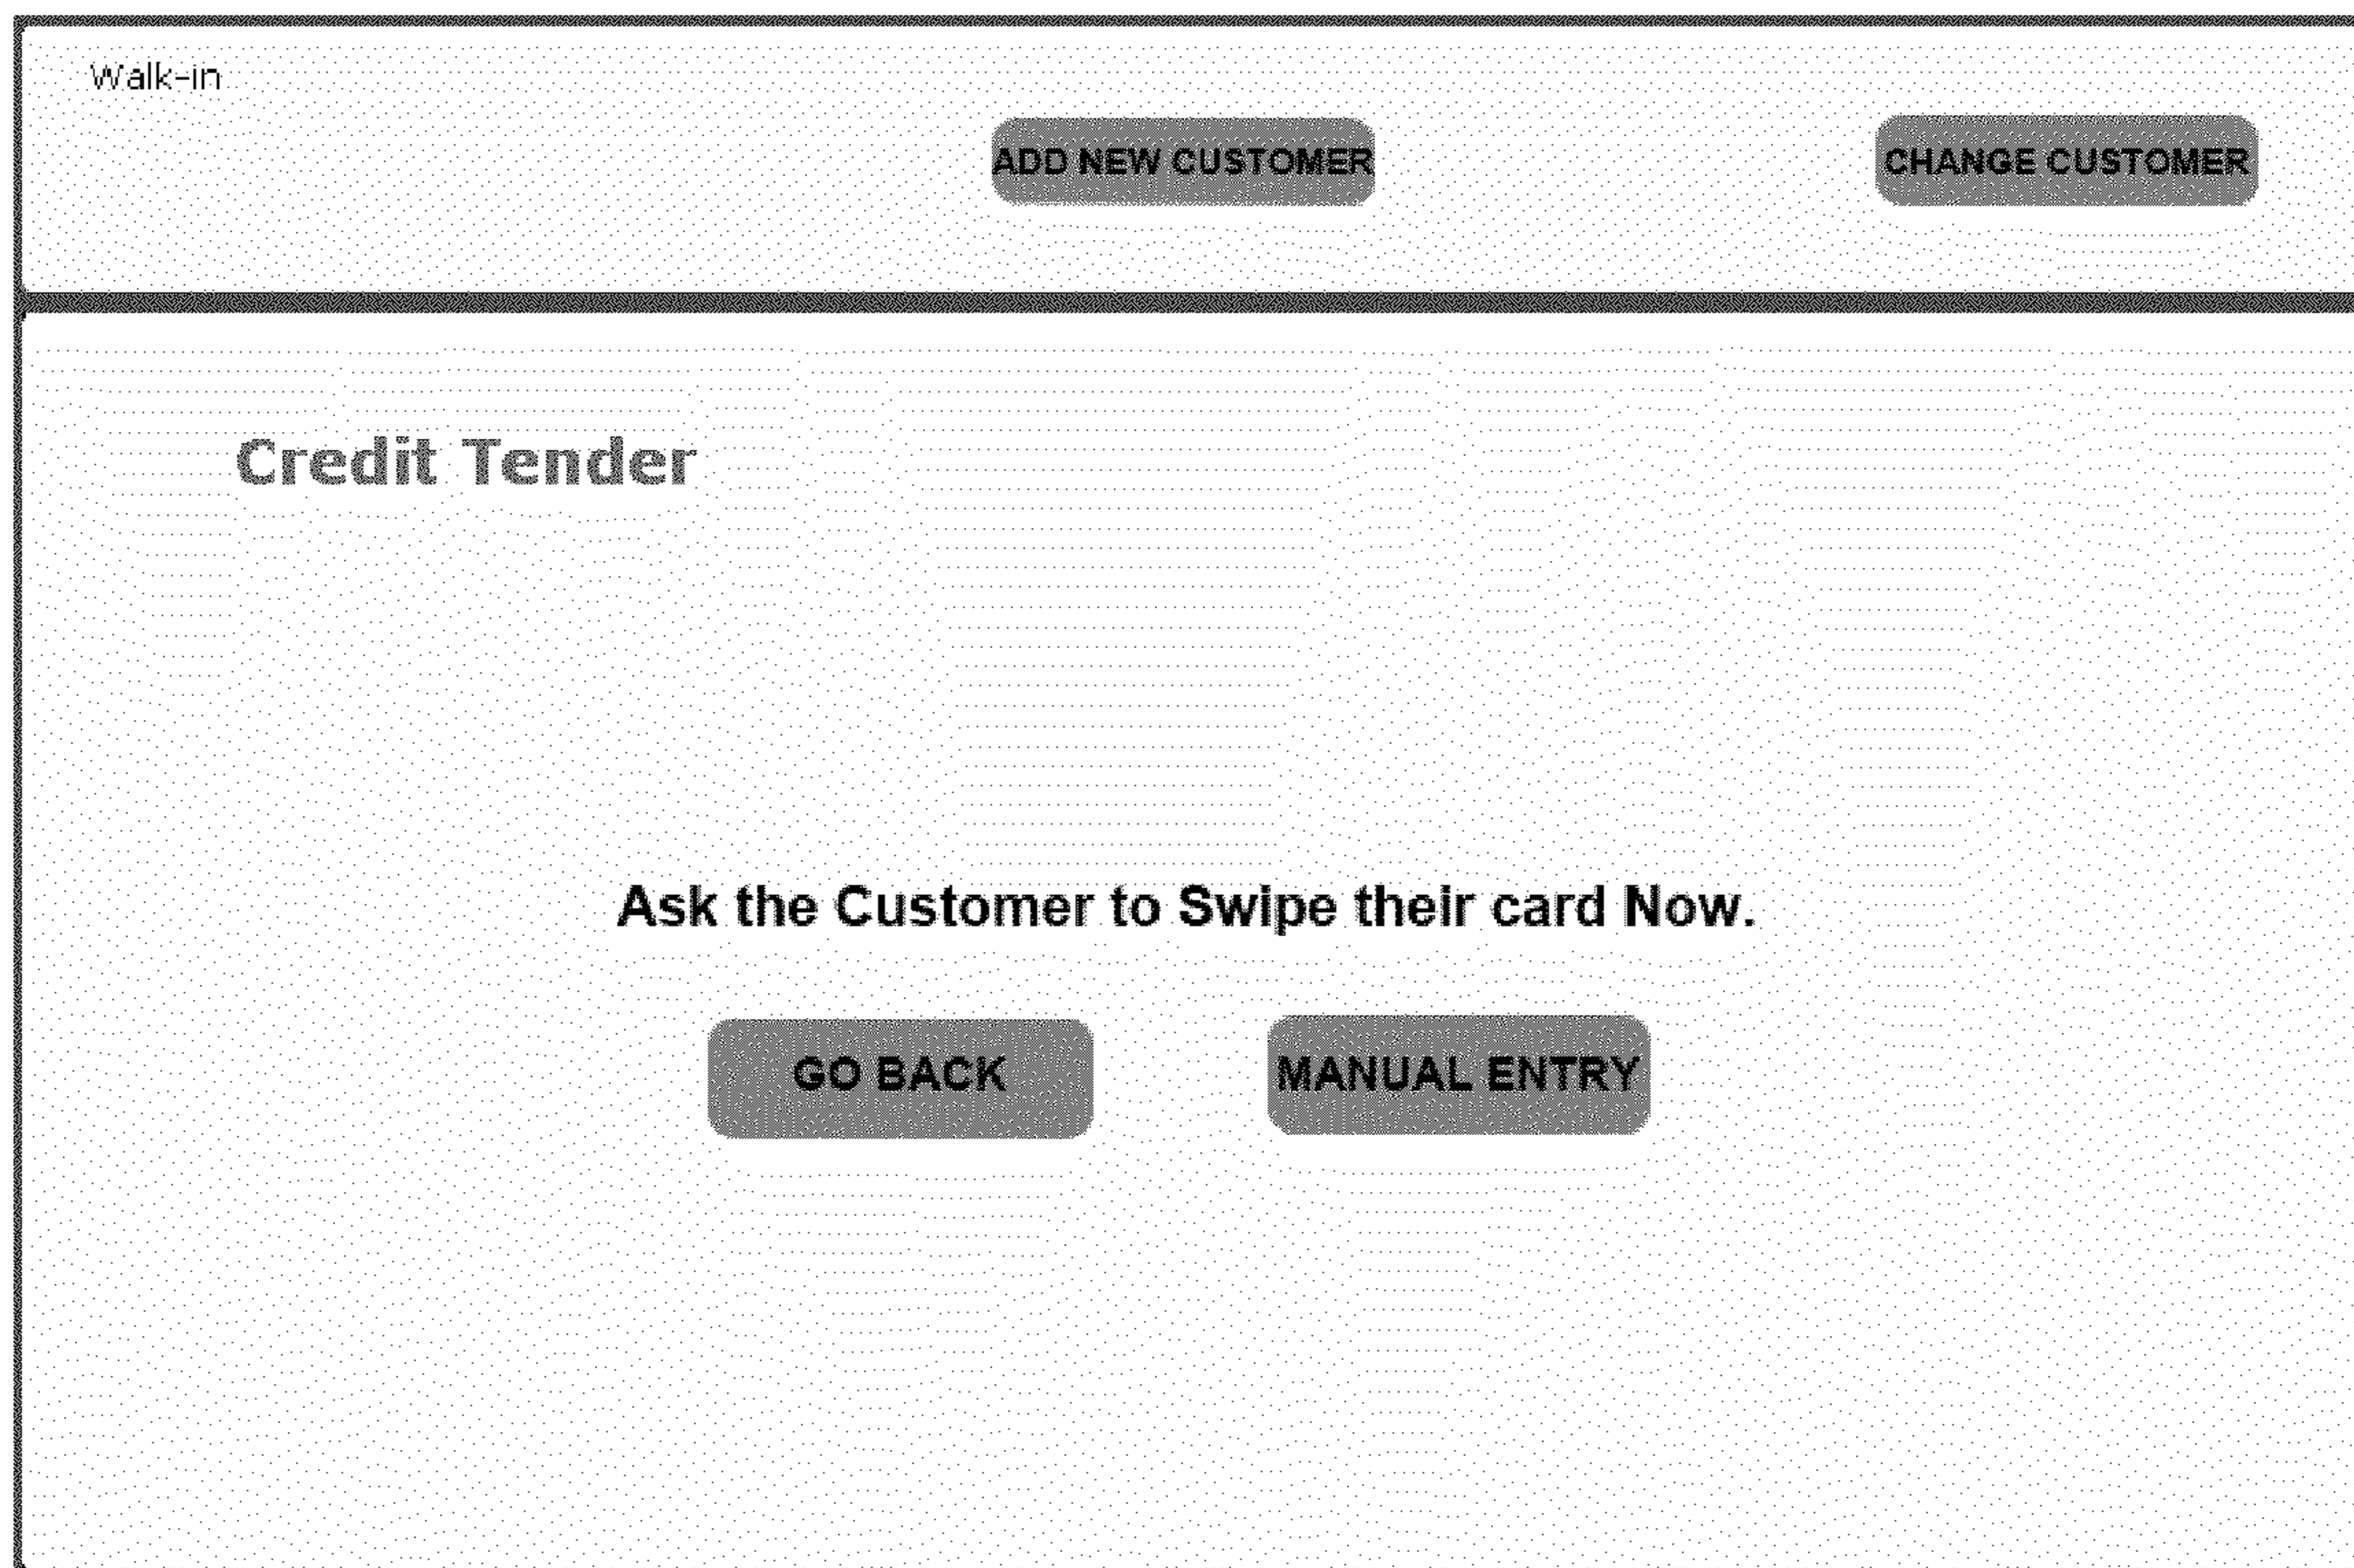 Walk-in
ADD NEW CUSTOMER CHANGE CUSTOMER
Credit Tender
Ask the Customer to Swipe their card Now.
GO BACK MANUAL ENTRY